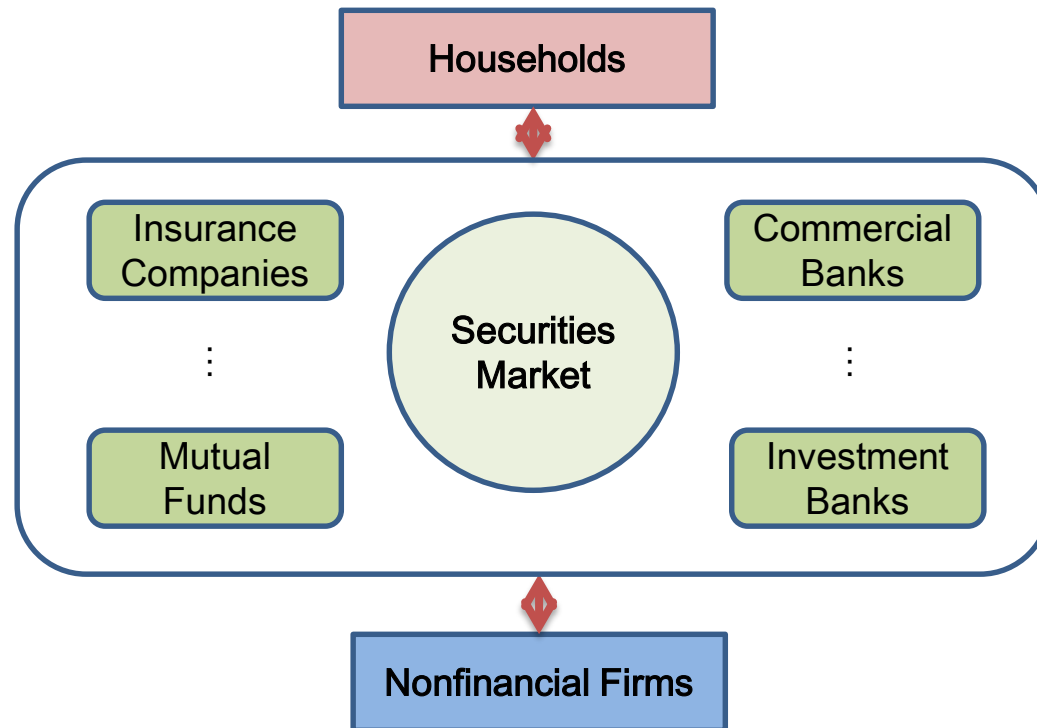 Households
Insurance
Companies
Commercial
Banks
Securities
Market
⋮
⋮
Mutual
Funds
Investment
Banks
Nonfinancial Firms